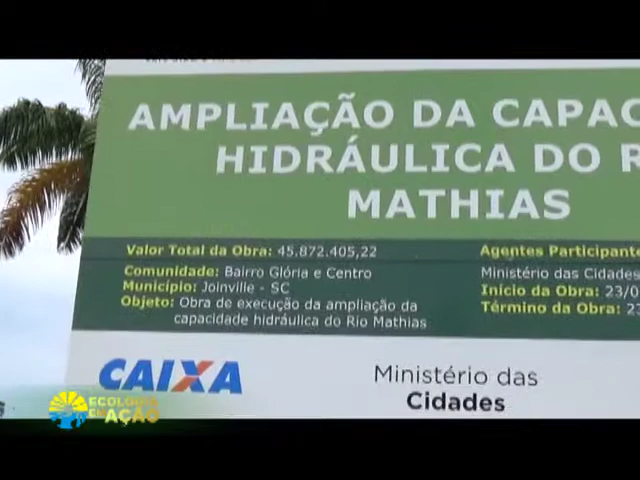 AMPLIAÇÃO DA CAPAC
HIDRÁULICA DO R
MATHIAS
Valor Total da Obra: 45.872.405,22
Comunidade: Bairro Glória e Centro
Município: Joinville - SC
Objeto: Obra de execução da ampliação da
capacidade hidráulica do Rio Mathias
Agentes Participante
Ministério das Cidades
Início da Obra: 23/0
Término da Obra: 23
CAIXA
Ministério das
Cidades
ECOLOGIA
EM AÇÃO